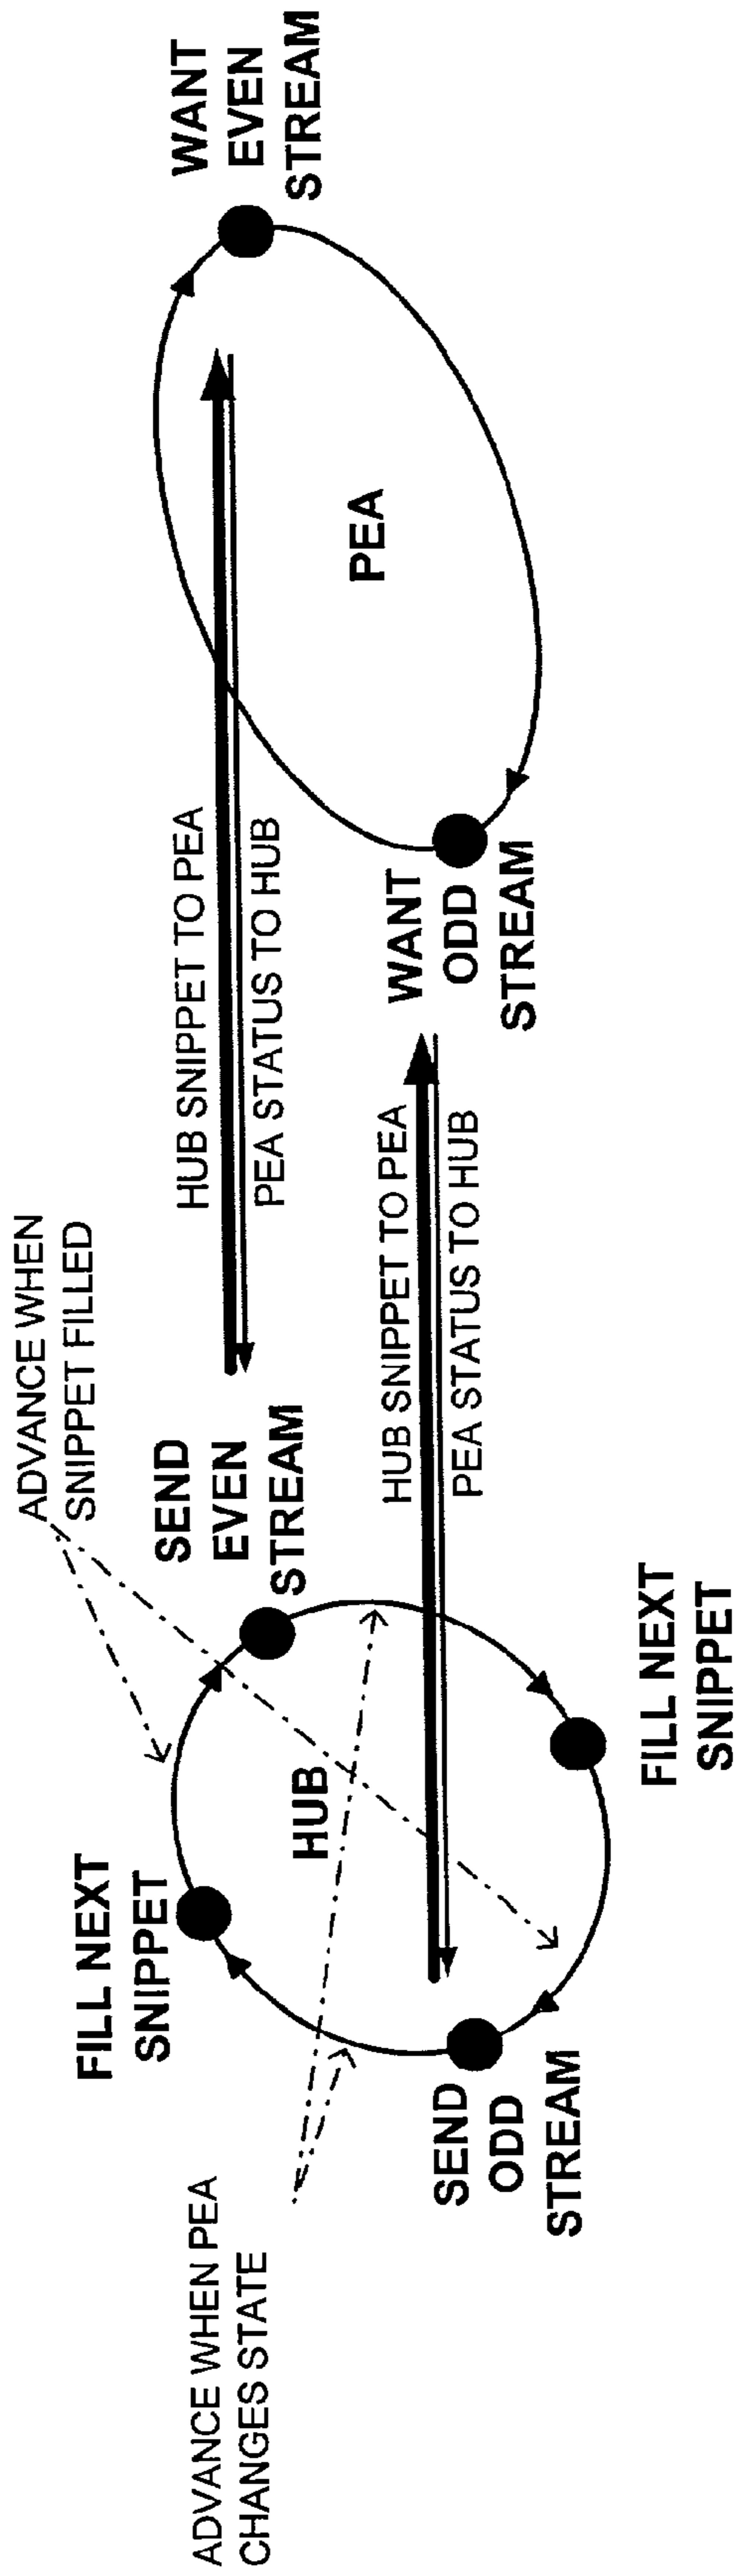 ADVANCE WHEN PEA
CHANGES STATE
FILL NEXT
SNIPPET
SEND
ODD
STREAM
HUB
ADVANCE WHEN
SNIPPET FILLED
SEND
EVEN
STREAM
FILL NEXT
SNIPPET
HUB SNIPPET TO PEA
PEA STATUS TO HUB
HUB SNIPPET TO PEA
PEA STATUS TO HUB
WANT
ODD
STREAM
PEA
WANT
EVEN
STREAM